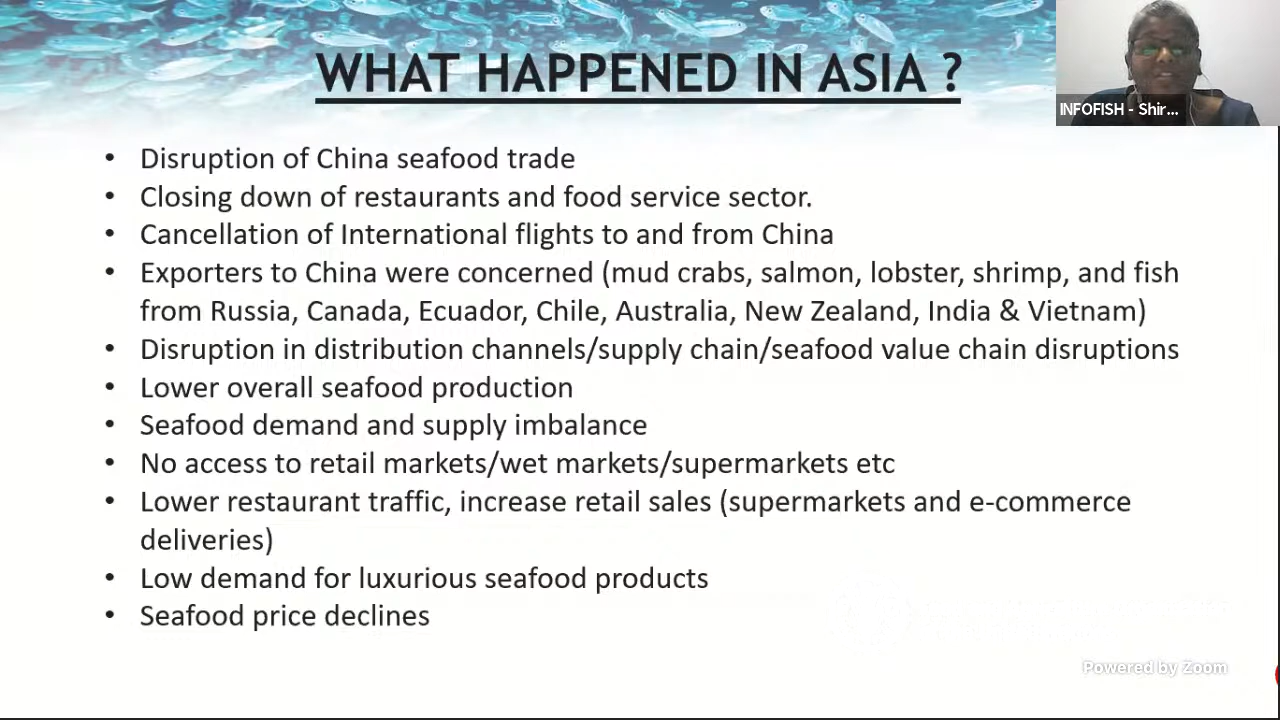 WHAT HAPPENED IN ASIA ?
INFOFISH - Shir...
• Disruption of China seafood trade
• Closing down of restaurants and food service sector.
• Cancellation of International flights to and from China
• Exporters to China were concerned (mud crabs, salmon, lobster, shrimp, and fish
from Russia, Canada, Ecuador, Chile, Australia, New Zealand, India & Vietnam)
• Disruption in distribution channels/supply chain/seafood value chain disruptions
• Lower overall seafood production
• Seafood demand and supply imbalance
• No access to retail markets/wet markets/supermarkets etc
• Lower restaurant traffic, increase retail sales (supermarkets and e-commerce
deliveries)
• Low demand for luxurious seafood products
• Seafood price declines
Powered by Zoom